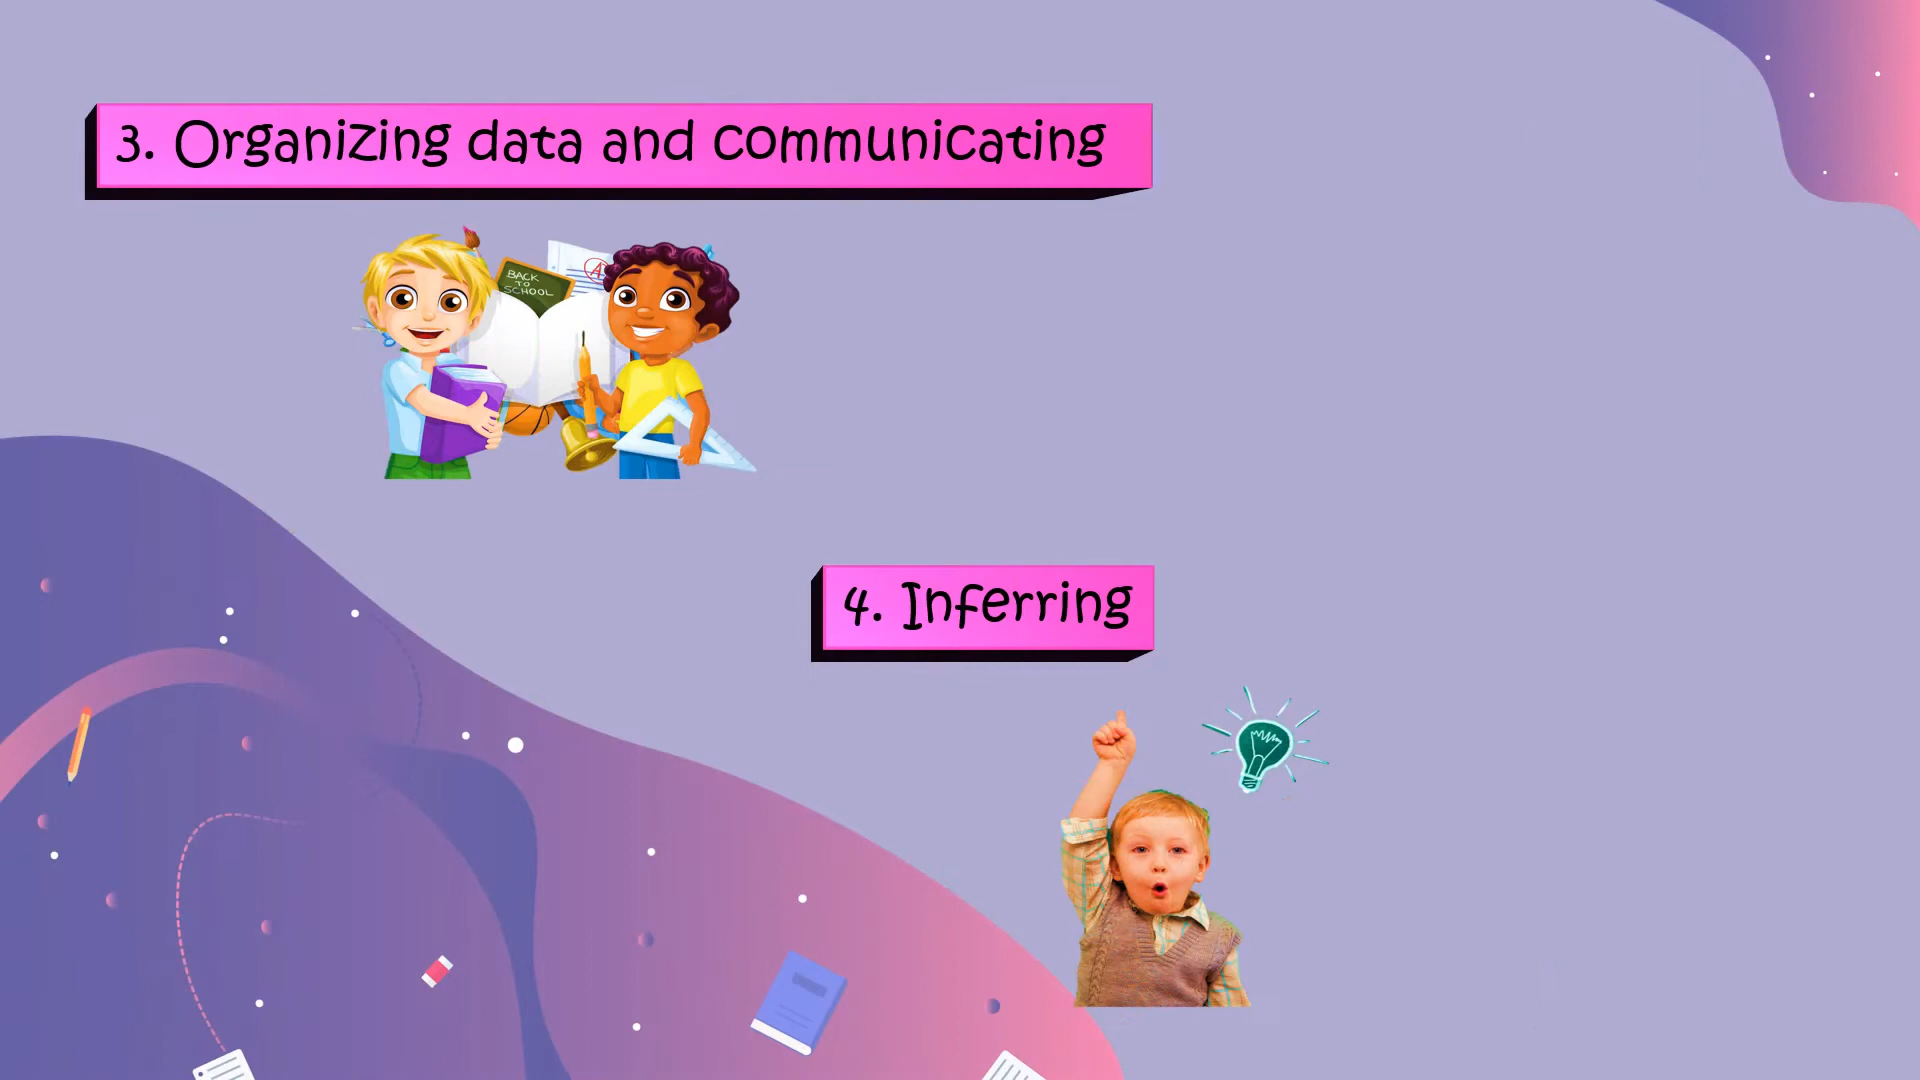 3. Organizing data and communicating
BACK
TO
SCHOOL
A
4. Inferring